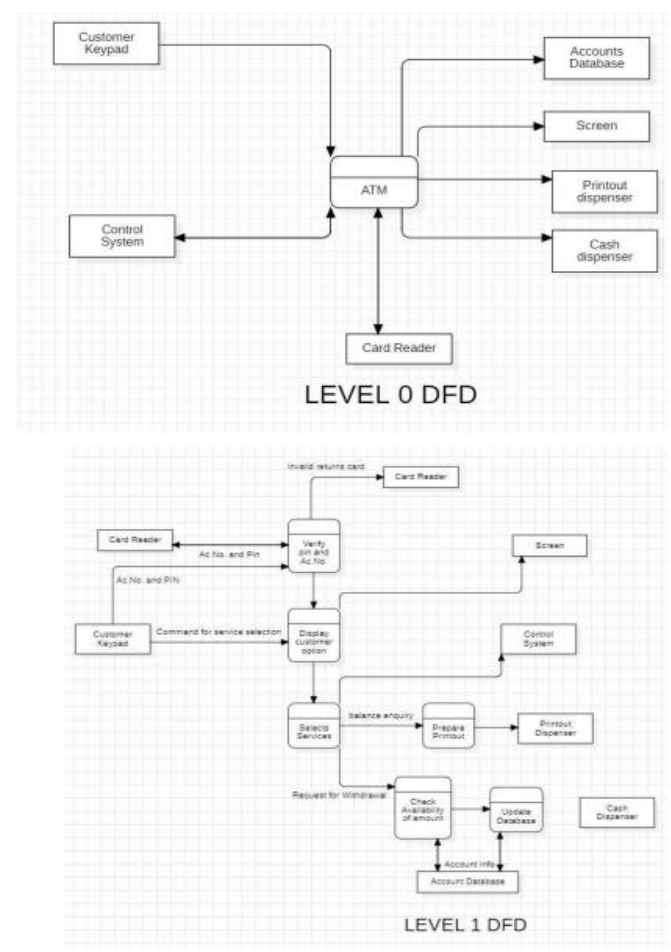 Customer
Keypad
Accounts
Database
Screen
ATM
Printout
dispenser
Control
System
Cash
dispenser
Card Reader
LEVEL 0 DFD
Invalid returns card
Card Reader
Card Reader
Verify
pin and
Ac.No.
Screen
Ac.No. and Pin
Ac.No. and PIN
Customer
Keypad
Command for service selection
Display
customer
option
Control
System
Selects
Services
balance enquiry
Prepare
Printout
Printout
Dispenser
Request for Withdrawal
Check
Availability
of amount
Update
Database
Cash
Dispenser
Account Info
Account Database
LEVEL 1 DFD